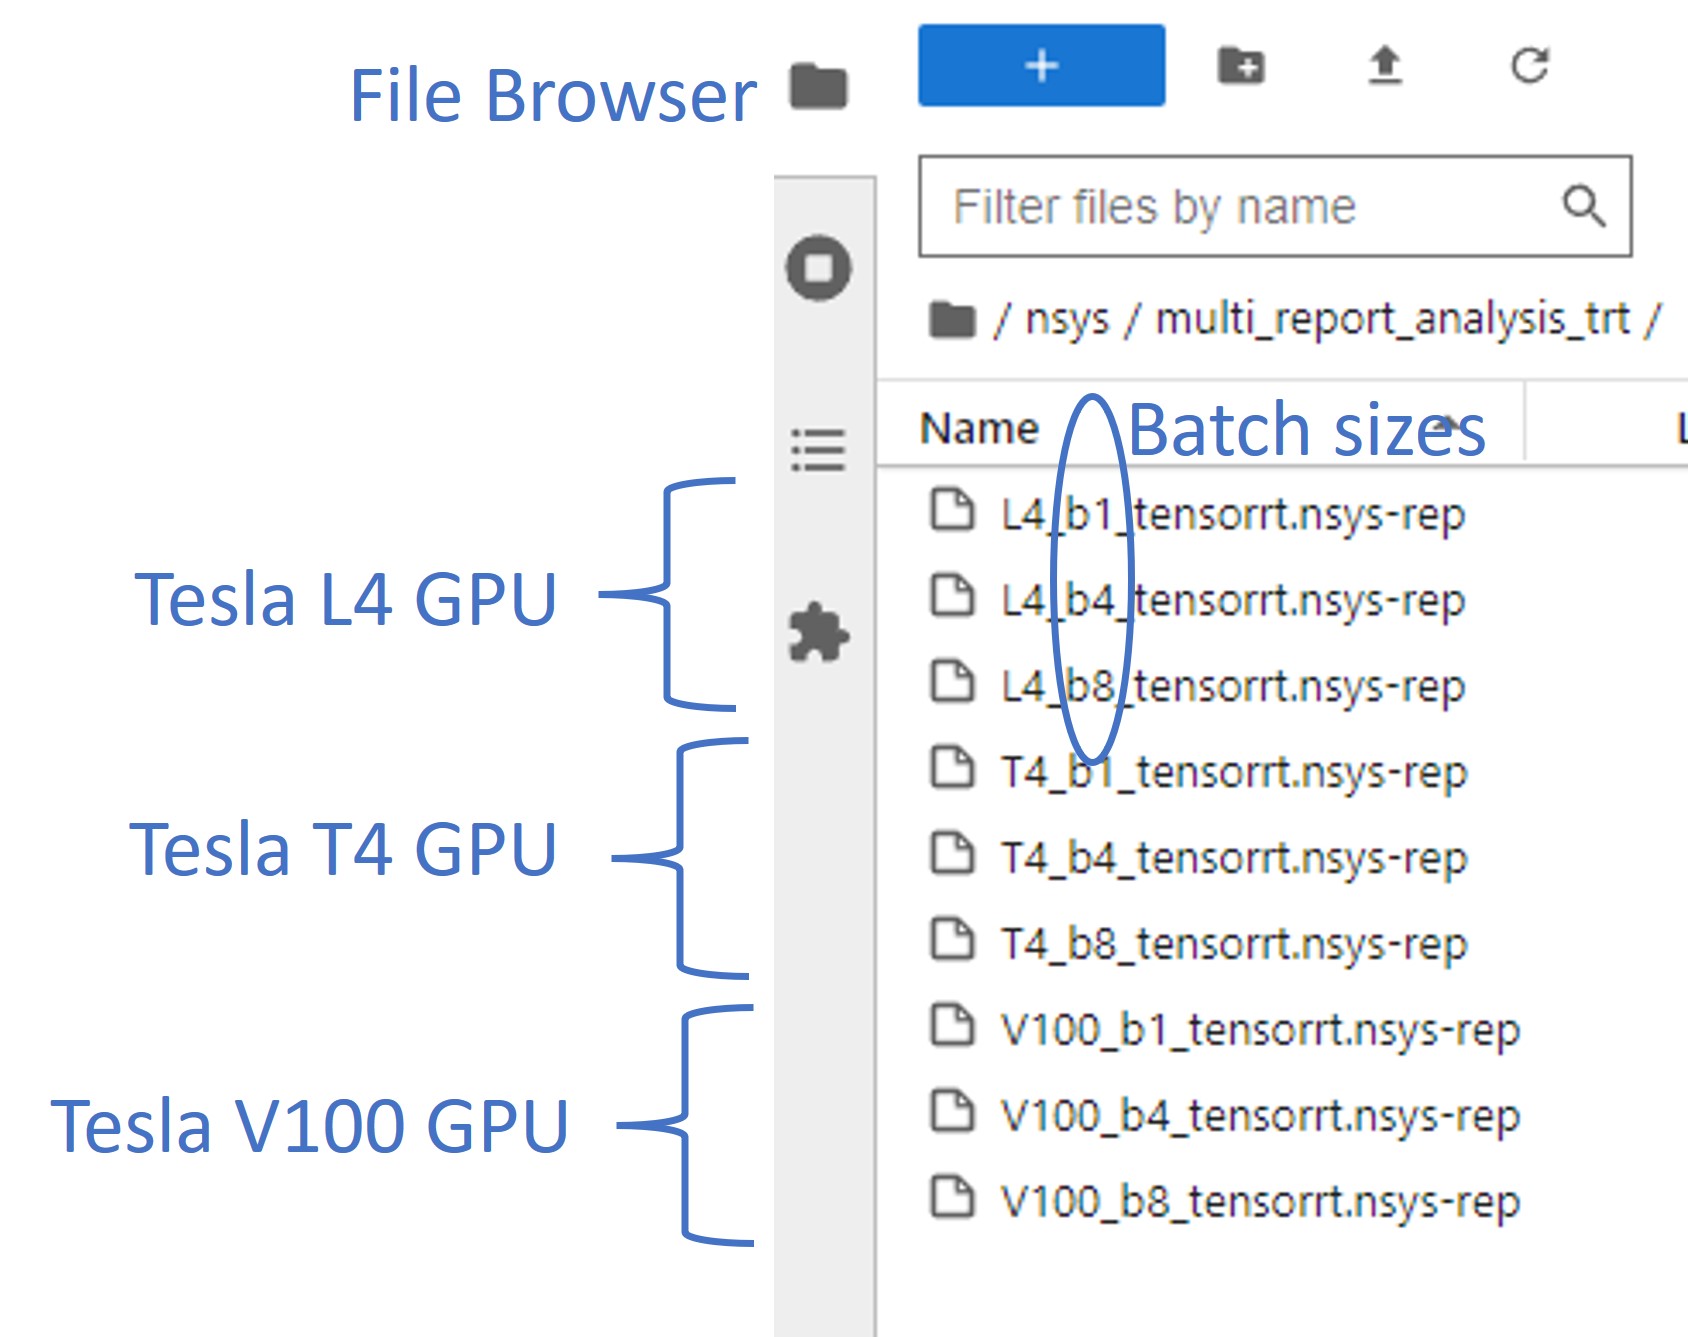 File Browser
+
Filter files by name
/ nsys / multi_report_analysis_trt /
Name
Batch sizes
L4_b1_tensorrt.nsys-rep
L4_b4_tensorrt.nsys-rep
Tesla L4 GPU
L4_b8_tensorrt.nsys-rep
T4_b1_tensorrt.nsys-rep
T4_b4_tensorrt.nsys-rep
Tesla T4 GPU
T4_b8_tensorrt.nsys-rep
V100_b1_tensorrt.nsys-rep
V100_b4_tensorrt.nsys-rep
Tesla V100 GPU
V100_b8_tensorrt.nsys-rep